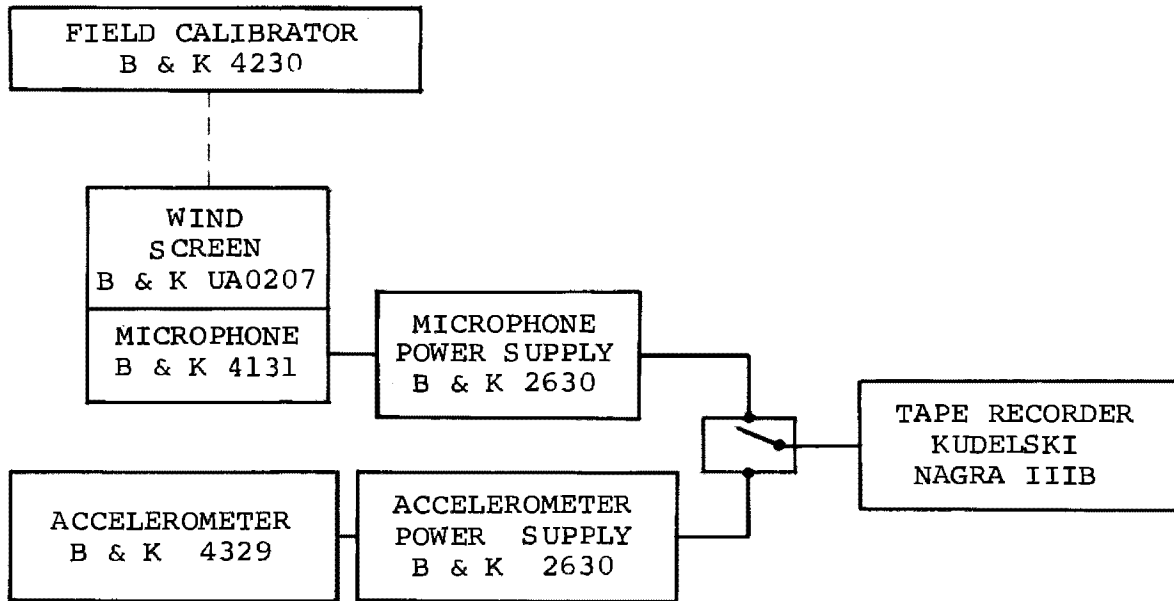 FIELD CALIBRATOR
B & K 4230
WIND
SCREEN
B & K UA0207
MICROPHONE
B & K 4131
MICROPHONE
POWER SUPPLY
B & K 2630
TAPE RECORDER
KUDELSKI
NAGRA IIIB
ACCELEROMETER
B & K 4329
ACCELEROMETER
POWER SUPPLY
B & K 2630